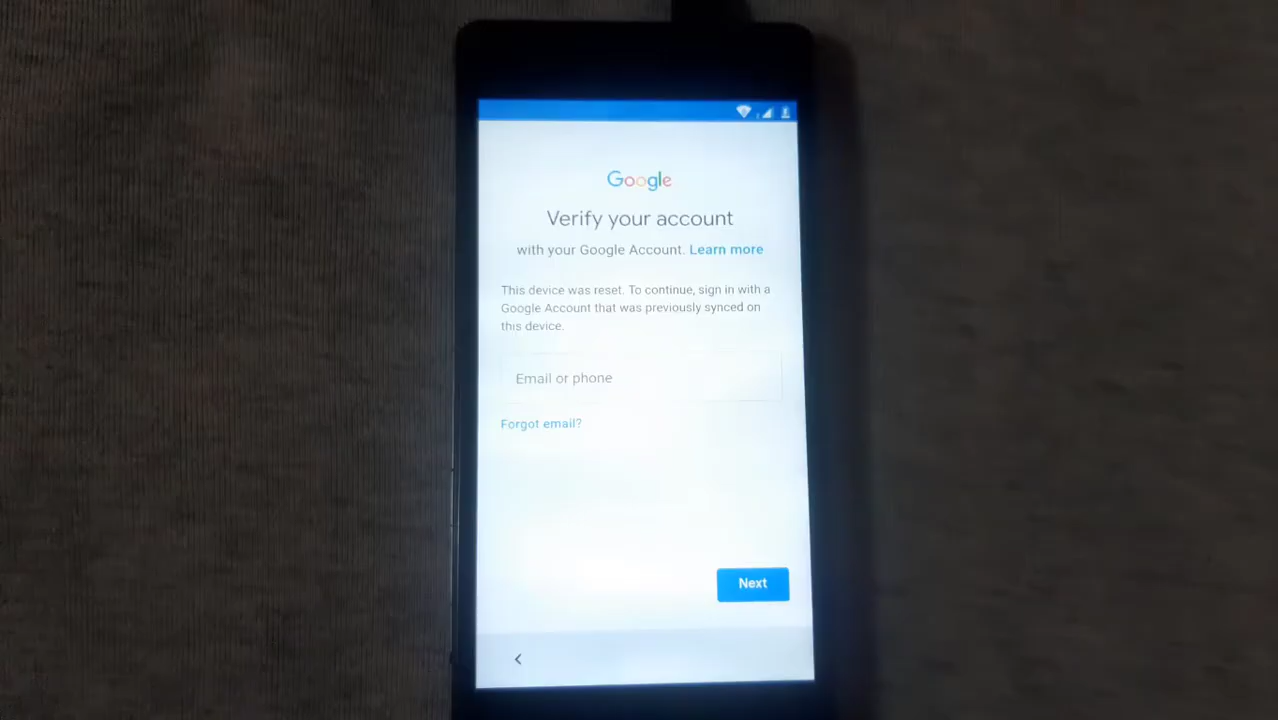 Google
Verify your account
with your Google Account. Learn more
This device was reset. To continue, sign in with a
Google Account that was previously synced on
this device.
Email or phone
Forgot email?
Next